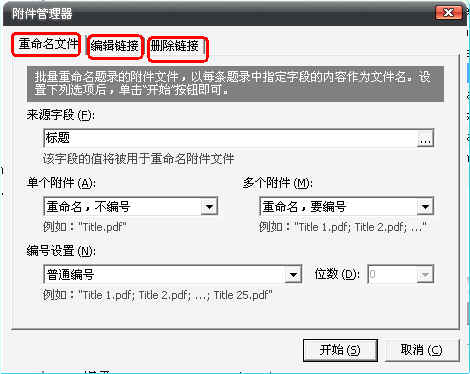 附件管理器
重命名文件 编辑链接 删除链接
批量重命名题录的附件文件，以每条题录中指定字段的内容作为文件名。设
置下列选项后，单击“开始”按钮即可。
来源字段 (F):
标题 ...
该字段的值将被用于重命名附件文件
单个附件 (A): 多个附件 (M):
重命名，不编号 重命名，要编号
例如："Title.pdf" 例如："Title 1.pdf; Title 2.pdf; ..."
编号设置 (N):
普通编号 位数 (D): 0
例如："Title 1.pdf; Title 2.pdf; ...; Title 25.pdf"
开始 (S) 取消 (C)